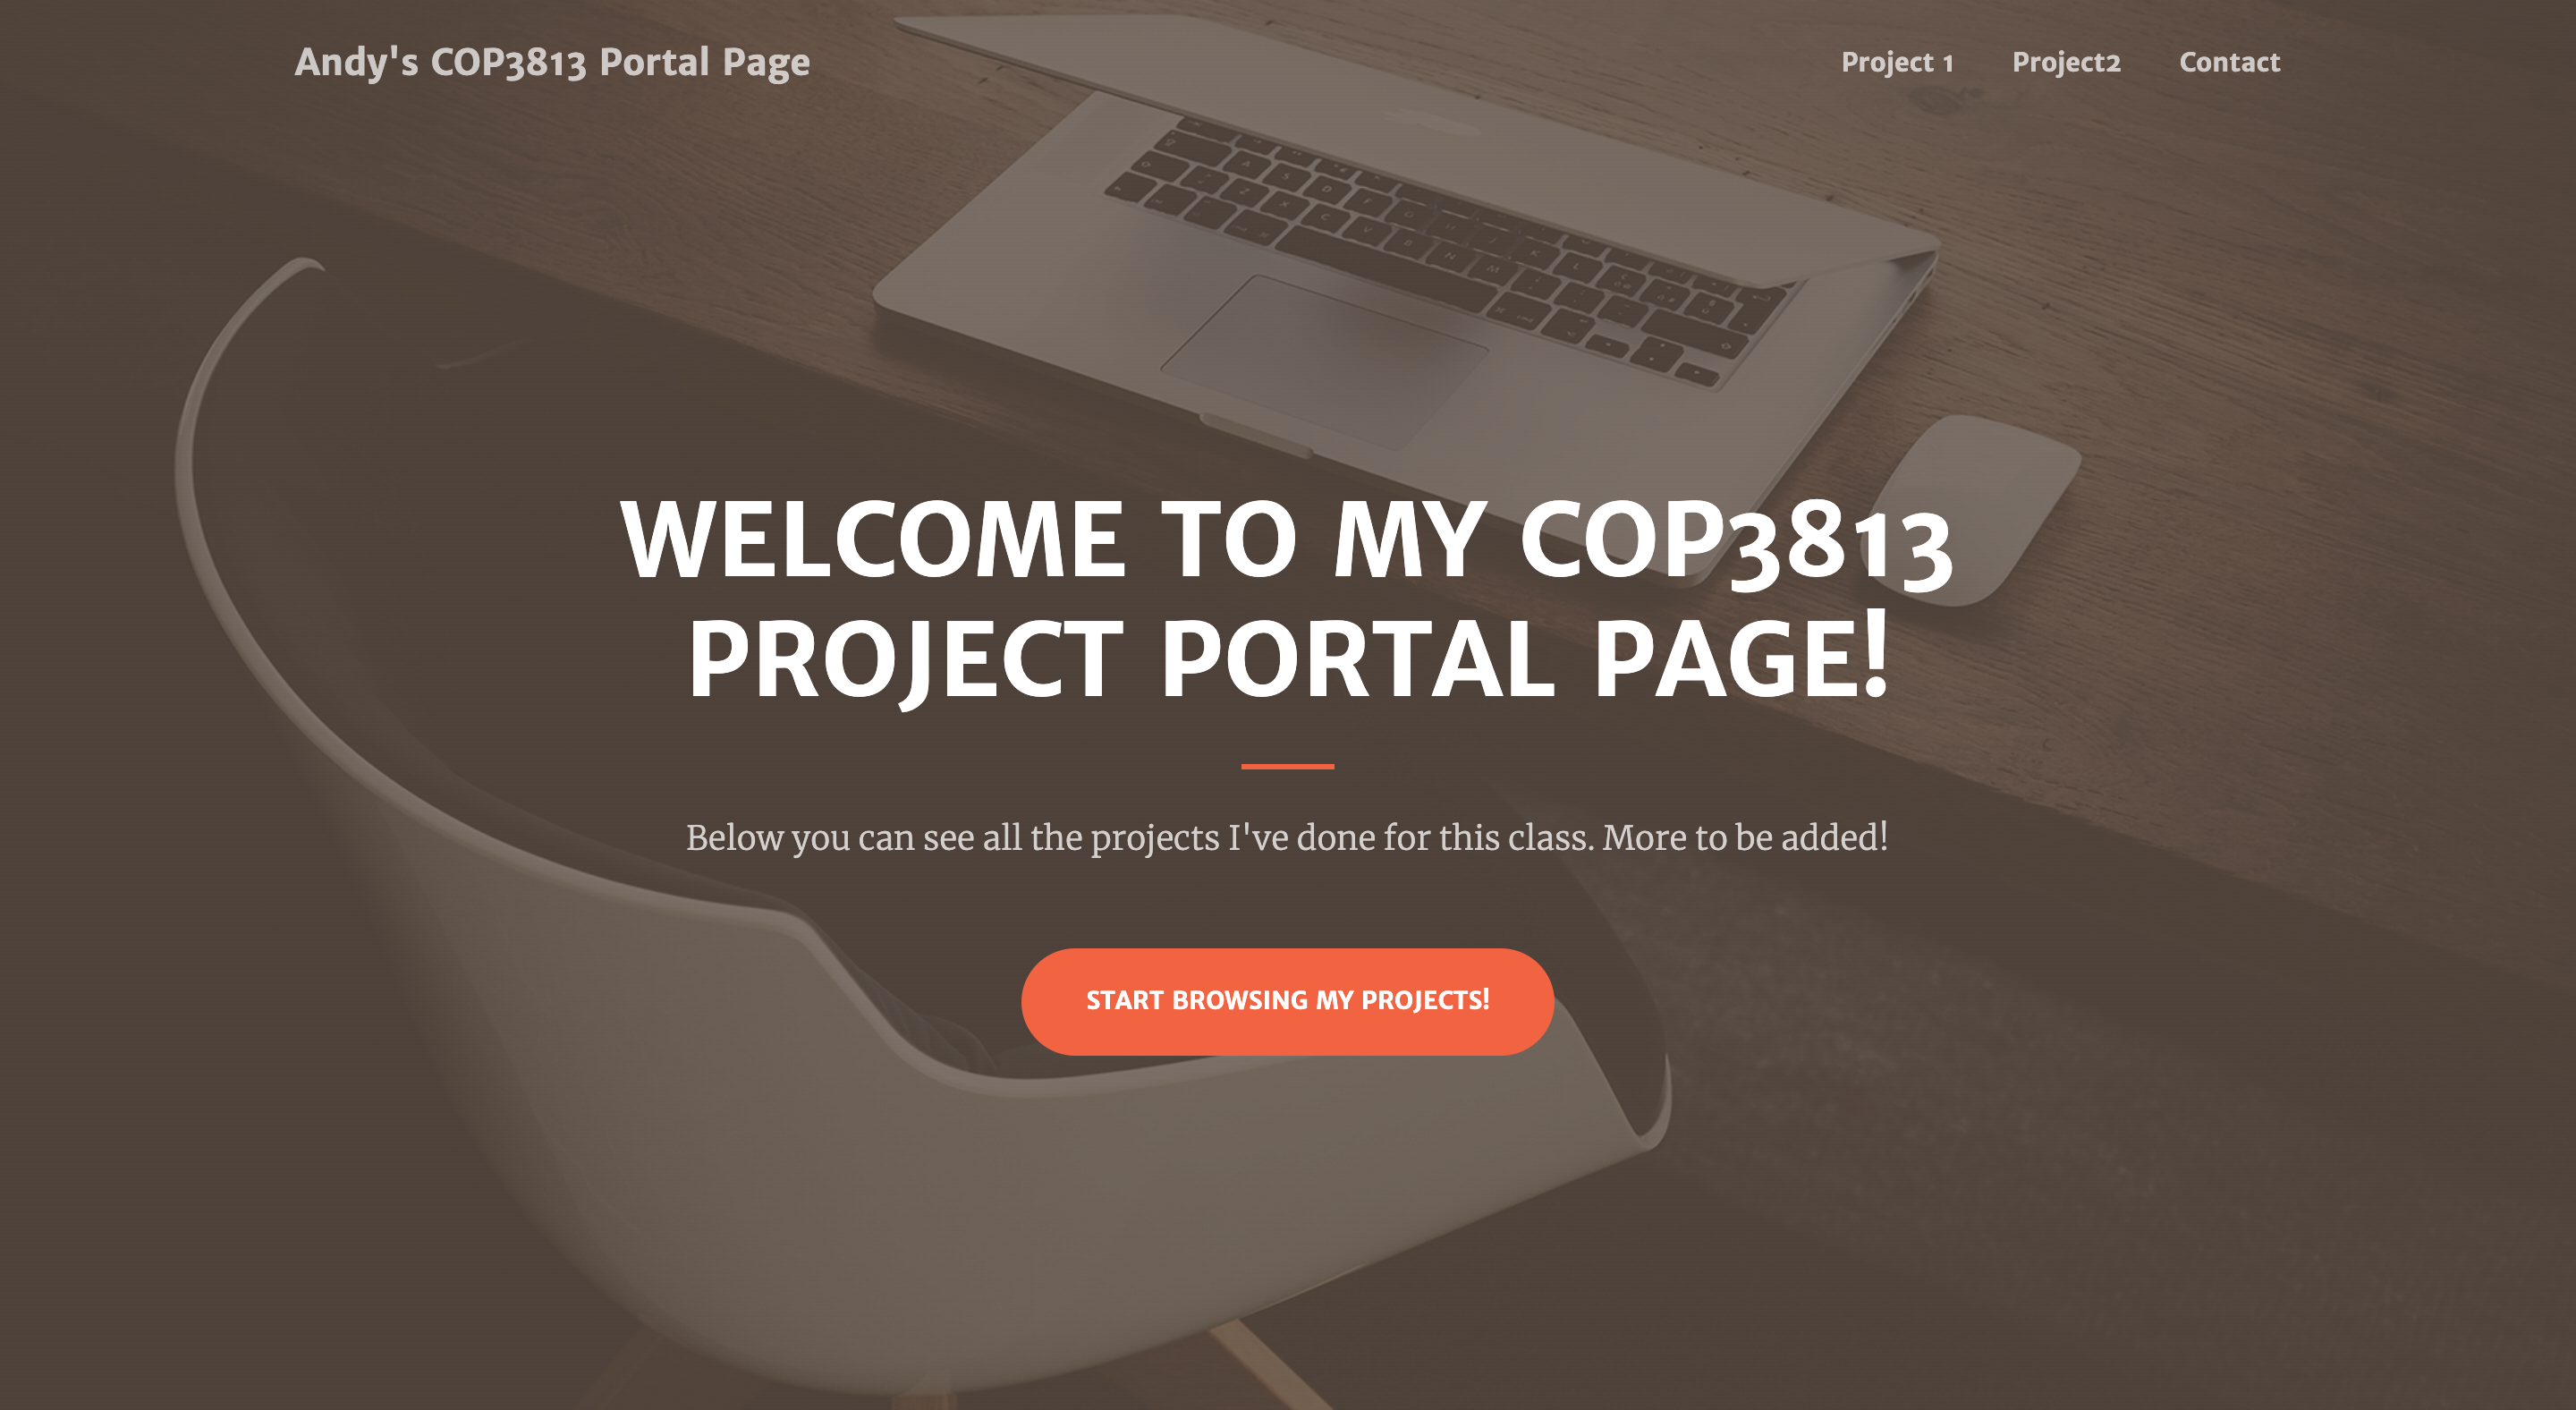 Andy's COP3813 Portal Page
Project 1
Project2
Contact
WELCOME TO MY COP3813
PROJECT PORTAL PAGE!
Below you can see all the projects I've done for this class. More to be added!
START BROWSING MY PROJECTS!